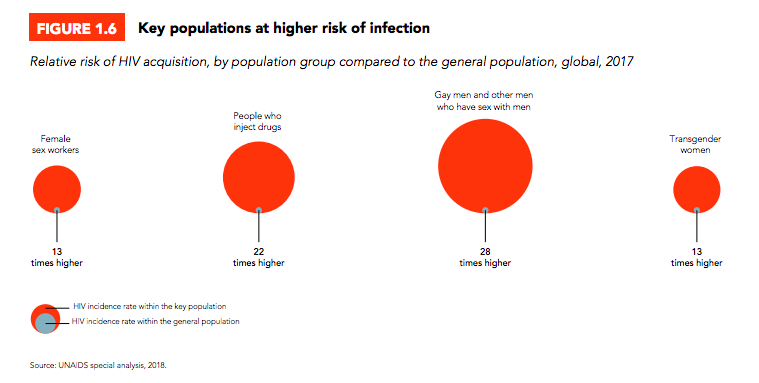 FIGURE 1.6 Key populations at higher risk of infection
Relative risk of HIV acquisition, by population group compared to the general population, global, 2017
Female
sex workers
People who
inject drugs
Gay men and other men
who have sex with men
Transgender
women
13
times higher
22
times higher
28
times higher
13
times higher
HIV incidence rate within the key population
HIV incidence rate within the general population
Source: UNAIDS special analysis, 2018.